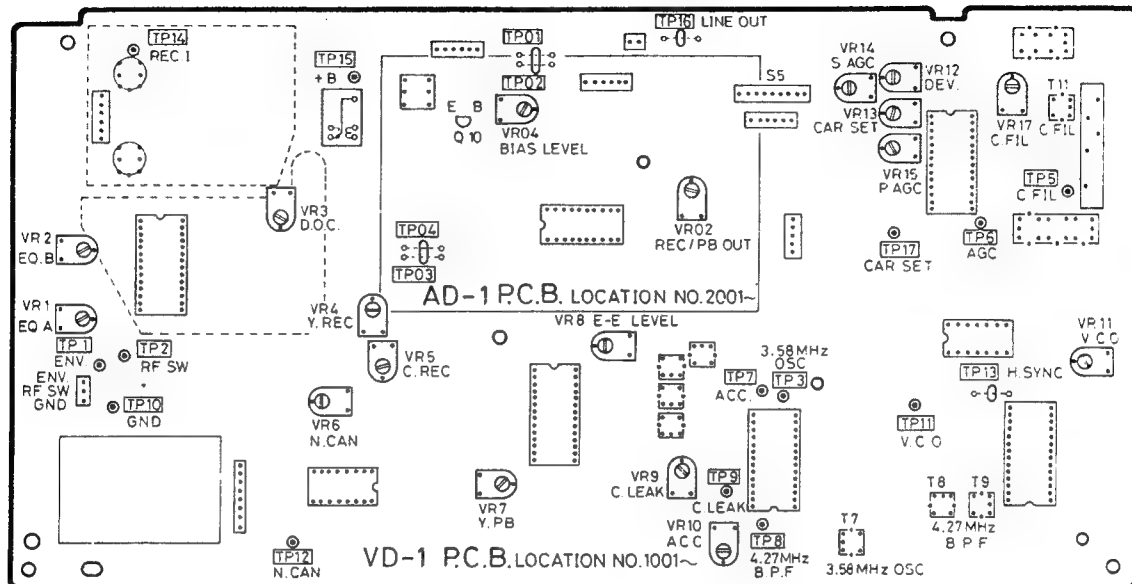 TP14
REC I
TP15
+B
TP01
TP02
E B
Q10
VR04
BIAS LEVEL
TP16 LINE OUT
S5
VR14
S AGC
VR12
DEV.
VR13
CAR SET
VR15
P.AGC
VR17
C.FIL
T11
C FIL
TP5
C FIL
TP6
AGC
TP17
CAR SET
VR3
D.O.C.
VR2
EQ.B
VR1
EQ.A
TP04
TP03
VR02
REC/PB OUT
AD-1 P.C.B. LOCATION NO.2001~
VR4
Y.REC
VR5
C.REC
VR8 E-E LEVEL
TP1
ENV.
TP2
RF SW
ENV.
RF SW
GND
TP10
GND
VR6
N.CAN
VR7
Y.PB
3.58MHz
OSC
TP7
ACC.
TP3
VR9
C.LEAK
TP9
C.LEAK
VR10
ACC
TP8
4.27MHz
B.P.F
VR11
V.C.O
TP13 H.SYNC
TP11
V.C.O
T8 T9
4.27MHz
B.P.F
T7
3.58MHz OSC
TP12
N.CAN
VD-1 P.C.B. LOCATION NO.1001~